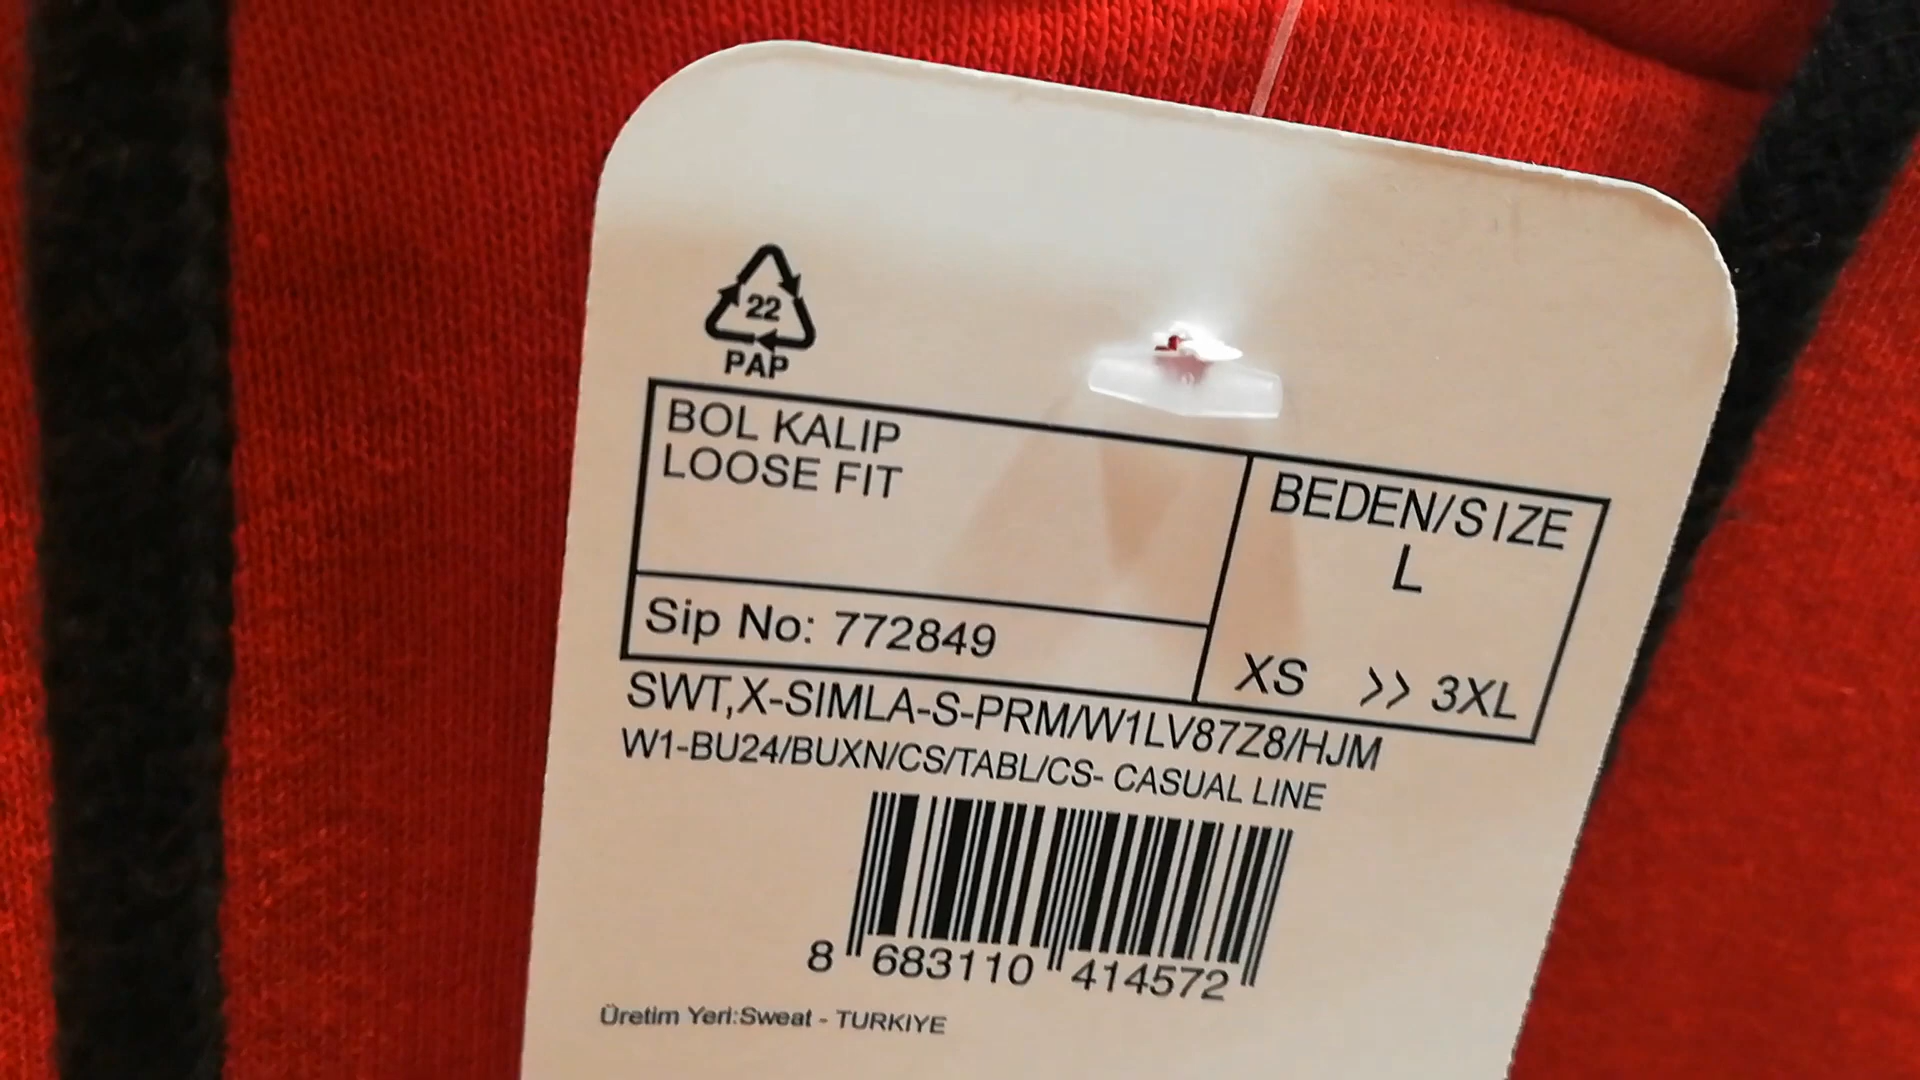 22
PAP
BOL KALIP
LOOSE FIT
BEDEN/SIZE
L
XS >> 3XL
Sip No: 772849
SWT,X-SIMLA-S-PRM/W1LV87Z8/HJM
W1-BU24/BUXN/CS/TABL/CS- CASUAL LINE
8 683110 414572
Üretim Yeri:Sweat - TURKIYE